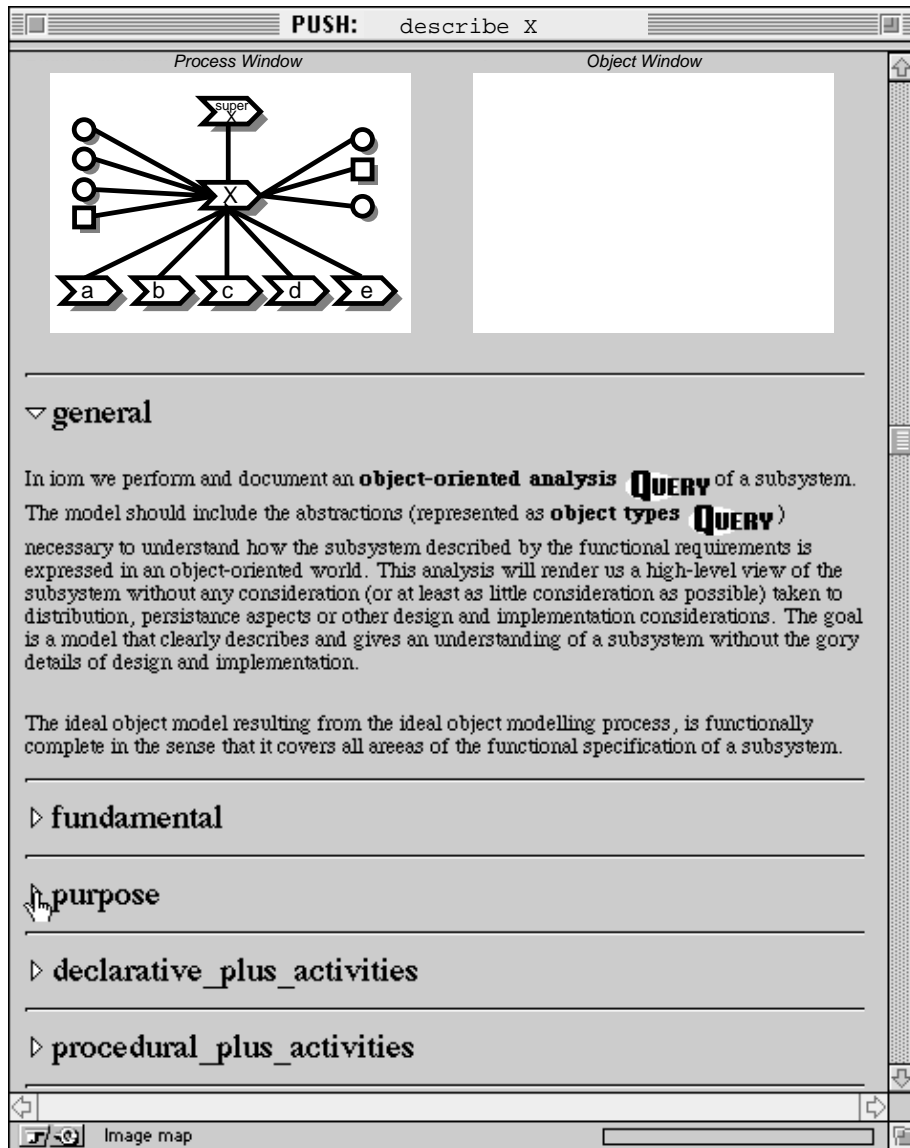 PUSH: describe X
Process Window
Object Window
super
X
X
a b c d e
general
In iom we perform and document an object-oriented analysis QUERY of a subsystem.
The model should include the abstractions (represented as object types QUERY )
necessary to understand how the subsystem described by the functional requirements is
expressed in an object-oriented world. This analysis will render us a high-level view of the
subsystem without any consideration (or at least as little consideration as possible) taken to
distribution, persistance aspects or other design and implementation considerations. The goal
is a model that clearly describes and gives an understanding of a subsystem without the gory
details of design and implementation.
The ideal object model resulting from the ideal object modelling process, is functionally
complete in the sense that it covers all areeas of the functional specification of a subsystem.
fundamental
purpose
declarative_plus_activities
procedural_plus_activities
Image map